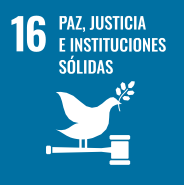 16 PAZ, JUSTICIA
E INSTITUCIONES
SÓLIDAS